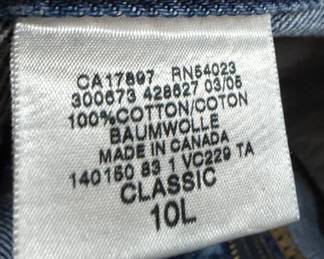 CA17897 RN54023
300673 428627 03/05
100%COTTON/COTON
BAUMWOLLE
MADE IN CANADA
140150 83 1 VC229 TA
CLASSIC
10L